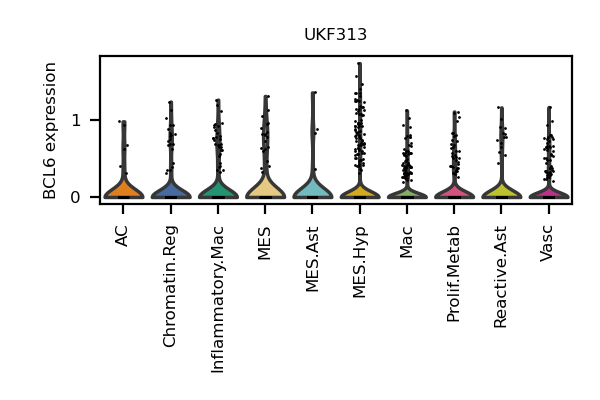 UKF313
BCL6 expression
1
0
AC
Chromatin.Reg
Inflammatory.Mac
MES
MES.Ast
MES.Hyp
Mac
Prolif.Metab
Reactive.Ast
Vasc